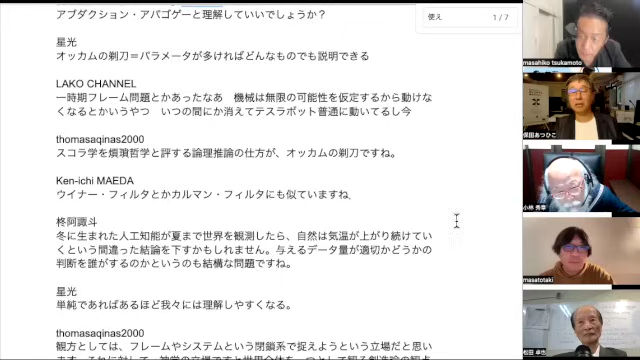 アブダクション・アパゴゲーと理解していいでしょうか？
星光
オッカムの剃刀＝パラメータが多ければどんなものでも説明できる
LAKO CHANNEL
一時期フレーム問題とかあったなあ　機械は無限の可能性を仮定するから動けな
くなるとかいうやつ　いつの間にか消えてテスラボット普通に動いてるし今
thomasaqinas2000
スコラ学を煩瑣哲学と評する論理推論の仕方が、オッカムの剃刀ですね。
Ken-ichi MAEDA
ウイナー・フィルタとかカルマン・フィルタにも似ていますね.
柊阿諏斗
冬に生まれた人工知能が夏まで世界を観測したら、自然は気温が上がり続けてい
くという間違った結論を下すかもしれません。与えるデータ量が適切かどうかの
判断を誰がするのかというのも結構な問題ですね。
星光
単純であればあるほど我々には理解しやすくなる。
thomasaqinas2000
観方としては、フレームやシステムという閉鎖系で捉えようという立場だと思い
使え
1 / 7
masahiko tsukamoto
保田あつひこ
小林 秀章
masatotaki
松田 卓也